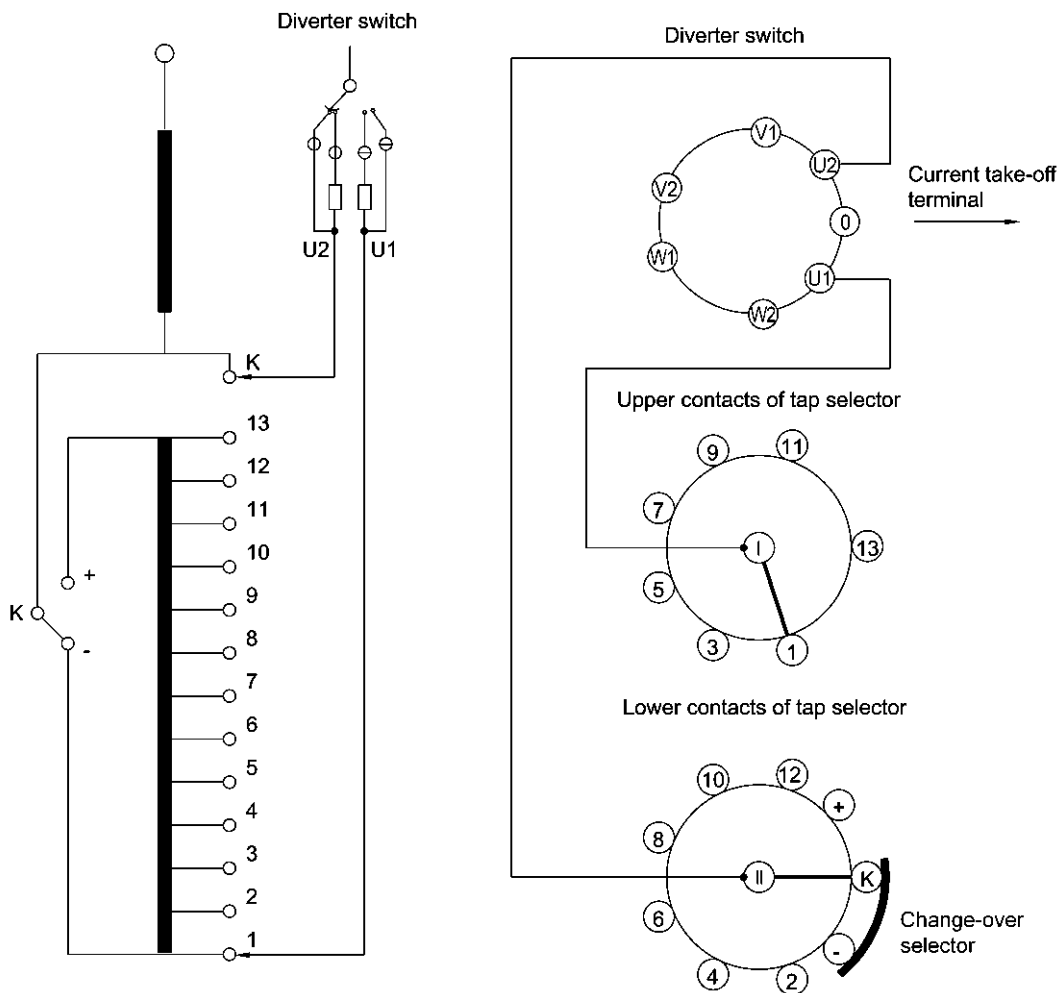 Diverter switch
U2
U1
K
13
12
11
10
9
8
7
6
5
4
3
2
1
+
K
-
Diverter switch
V1
U2
V2
0
W1
U1
W2
Current take-off
terminal
Upper contacts of tap selector
9
11
7
I
13
5
3
1
Lower contacts of tap selector
10
12
+
8
II
K
6
-
4
2
Change-over
selector